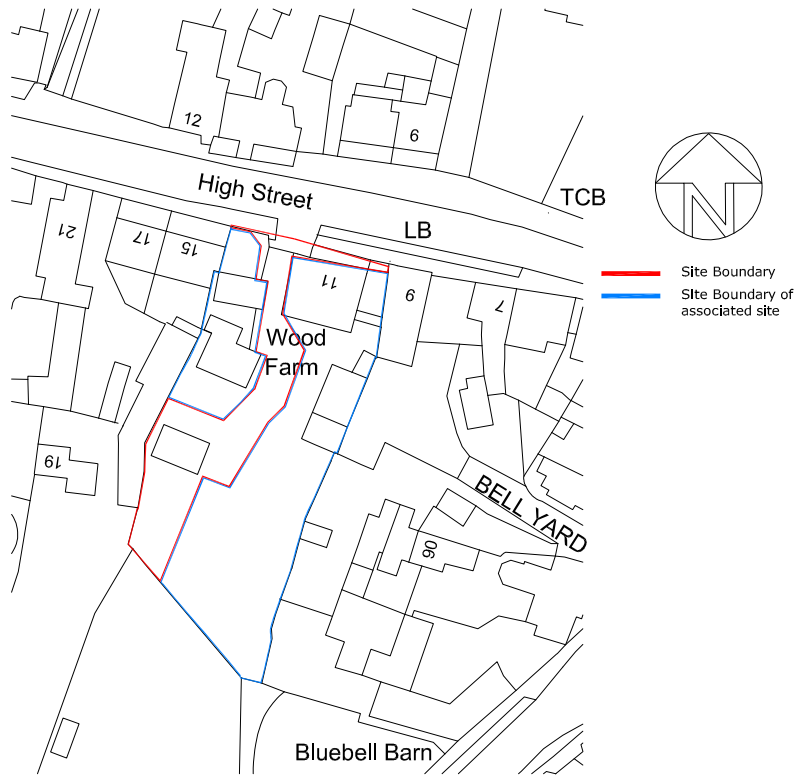 12
6
High Street
TCB
LB
21
17
15
11
9
7
N
Site Boundary
SIte Boundary of
associated site
Wood
Farm
19
BELL YARD
90
Bluebell Barn